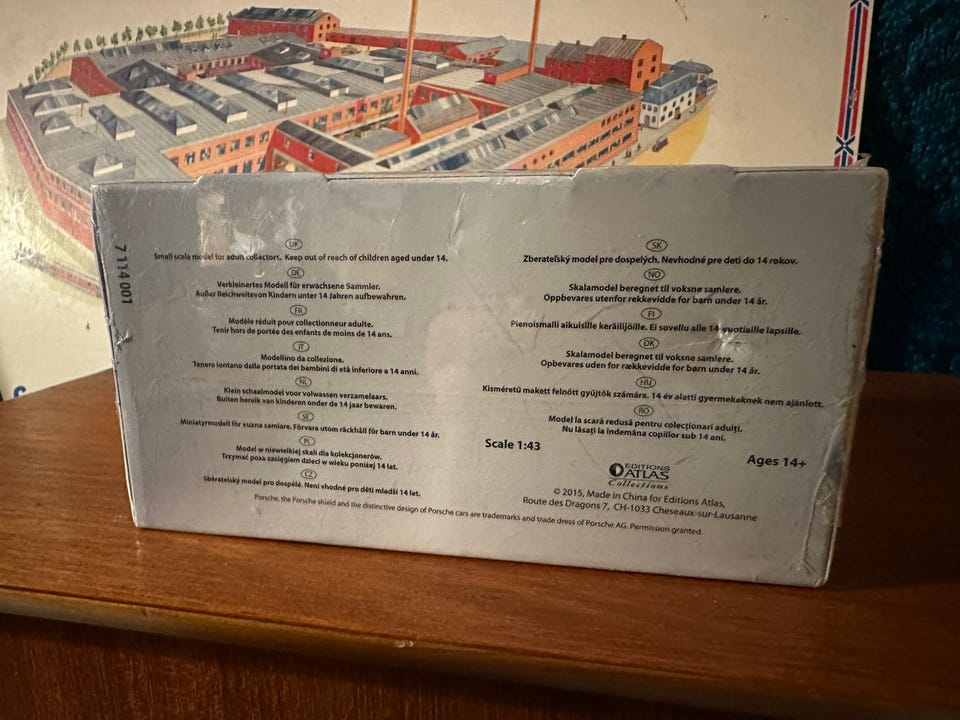 7 114 001
UK
Small scale model for adult collectors. Keep out of reach of children aged under 14.
DE
Verkleinertes Modell für erwachsene Sammler.
Außer Reichweitevon Kindern unter 14 Jahren aufbewahren.
FR
Modèle réduit pour collectionneur adulte.
Tenir hors de portée des enfants de moins de 14 ans.
IT
Modellino da collezione.
Tenere lontano dalla portata dei bambini di età inferiore a 14 anni.
NL
Klein schaalmodel voor volwassen verzamelaars.
Buiten bereik van kinderen onder de 14 jaar bewaren.
SE
Miniatyrmodell för vuxna samlare. Förvara utom räckhåll för barn under 14 år.
PL
Model w niewielkiej skali dla kolekcjonerów.
Trzymać poza zasięgiem dzieci w wieku poniżej 14 lat.
CZ
Sběratelský model pro dospělé. Není vhodné pro děti mladší 14 let.
SK
Zberateľský model pre dospelých. Nevhodné pre deti do 14 rokov.
NO
Skalamodel beregnet til voksne samlere.
Oppbevares utenfor rekkevidde for barn under 14 år.
FI
Pienoismalli aikuisille keräilijöille. Ei sovellu alle 14 vuotiaille lapsille.
DK
Skalamodel beregnet til voksne samlere.
Opbevares uden for rækkevidde for børn under 14 år.
HU
Kisméretű makett felnőtt gyűjtők számára. 14 év alatti gyermekeknek nem ajánlott.
RO
Model la scară redusă pentru colecționari adulți.
Nu lăsați la îndemâna copiilor sub 14 ani.
Scale 1:43
Ages 14+
EDITIONS
ATLAS
Collections
© 2015, Made in China for Editions Atlas,
Route des Dragons 7, CH-1033 Cheseaux-sur-Lausanne
Porsche, the Porsche shield and the distinctive design of Porsche cars are trademarks and trade dress of Porsche AG. Permission granted.